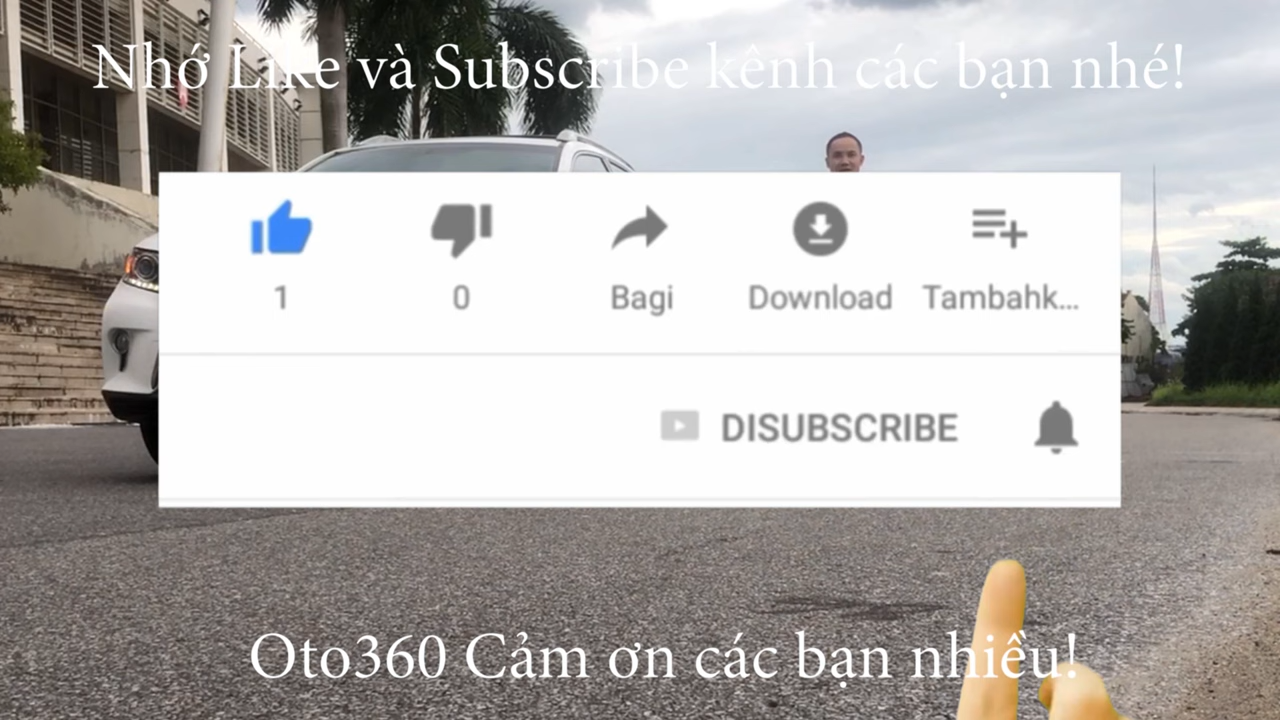 Nhớ Like và Subscribe kênh các bạn nhé!
1
0
Bagi
Download
Tambahk...
DISUBSCRIBE
Oto360 Cảm ơn các bạn nhiều!